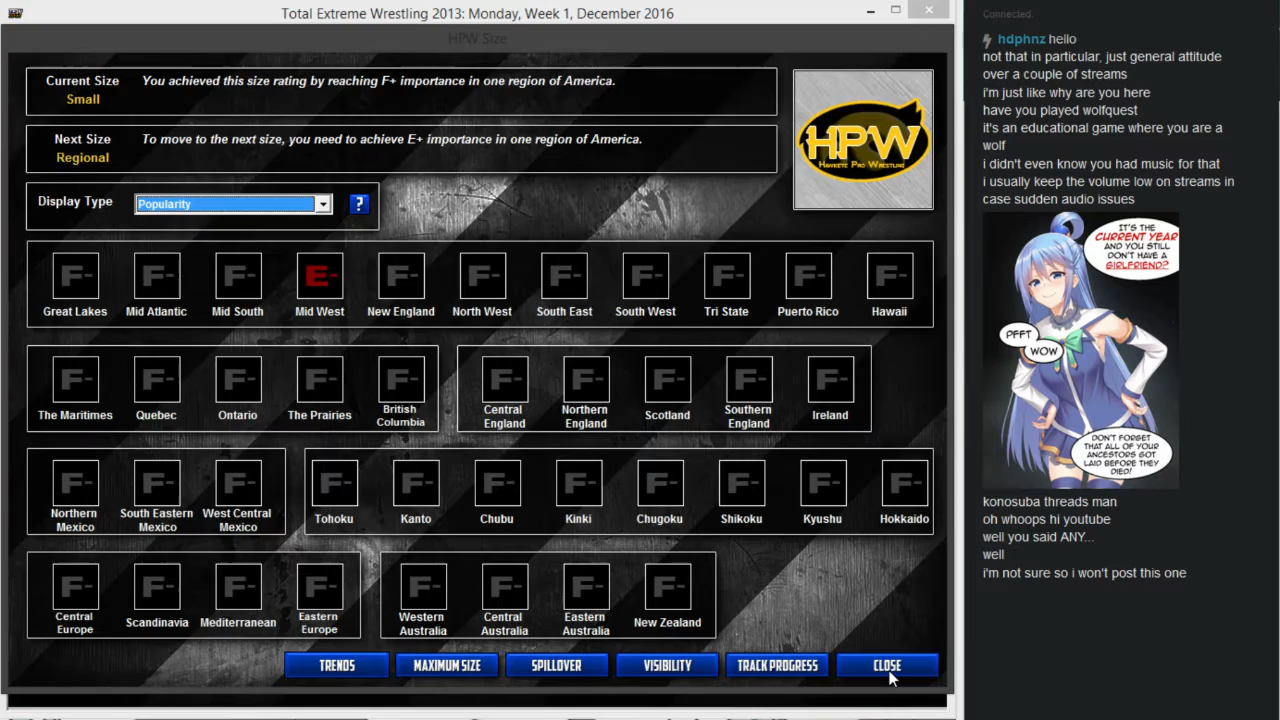 Total Extreme Wrestling 2013: Monday, Week 1, December 2016
HPW Size
Current Size
Small
You achieved this size rating by reaching F+ importance in one region of America.
Next Size
Regional
To move to the next size, you need to achieve E+ importance in one region of America.
HPW
HAWKEYE PRO WRESTLING
Display Type
Popularity
?
F- F- F- E- F- F- F- F- F- F- F-
Great Lakes Mid Atlantic Mid South Mid West New England North West South East South West Tri State Puerto Rico Hawaii
F- F- F- F- F- F- F- F- F- F-
The Maritimes Quebec Ontario The Prairies British Columbia Central England Northern England Scotland Southern England Ireland
F- F- F- F- F- F- F- F- F- F- F-
Northern Mexico South Eastern Mexico West Central Mexico Tohoku Kanto Chubu Kinki Chugoku Shikoku Kyushu Hokkaido
F- F- F- F- F- F- F- F-
Central Europe Scandinavia Mediterranean Eastern Europe Western Australia Central Australia Eastern Australia New Zealand
TRENDS MAXIMUM SIZE SPILLOVER VISIBILITY TRACK PROGRESS CLOSE
Connected.
hdphnz hello
not that in particular, just general attitude
over a couple of streams
i'm just like why are you here
have you played wolfquest
it's an educational game where you are a
wolf
i didn't even know you had music for that
i usually keep the volume low on streams in
case sudden audio issues
IT'S THE
CURRENT YEAR
AND YOU STILL
DON'T HAVE A
GIRLFRIEND?
PFFT
WOW
DON'T FORGET
THAT ALL OF YOUR
ANCESTORS GOT
LAID BEFORE THEY
DIED!
konosuba threads man
oh whoops hi youtube
well you said ANY...
well
i'm not sure so i won't post this one